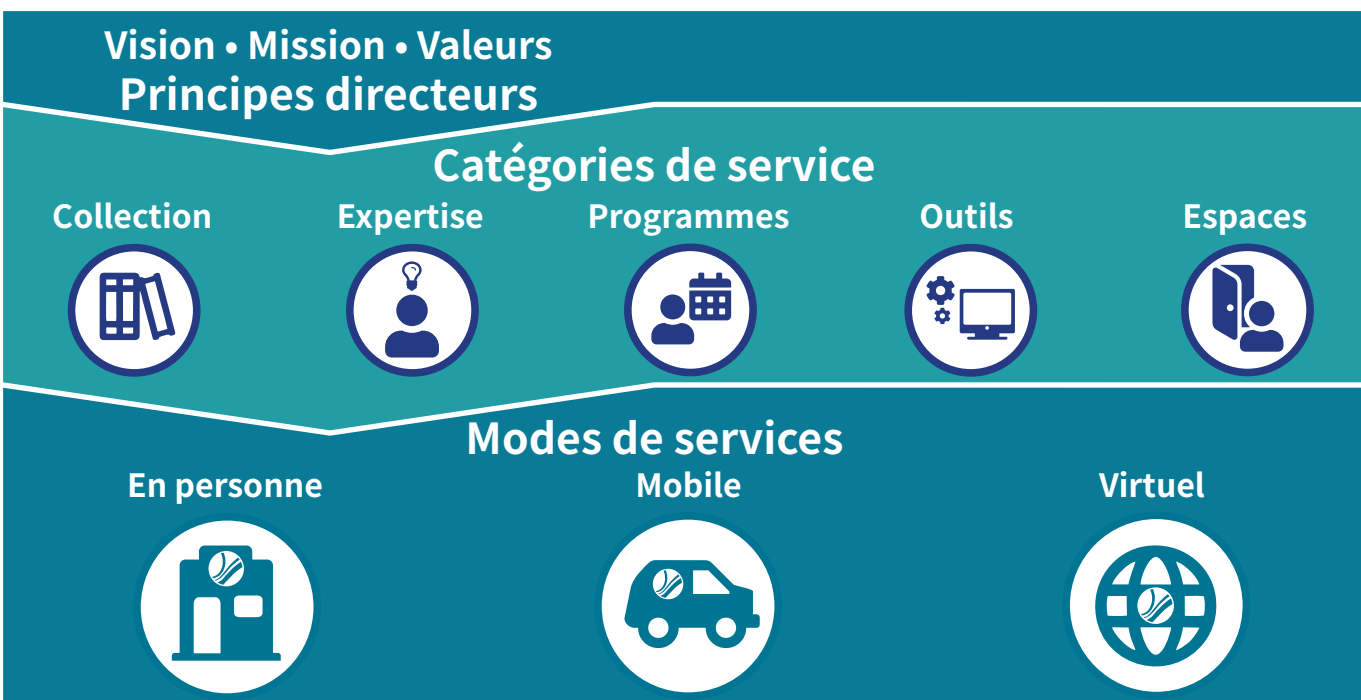 Vision • Mission • Valeurs
Principes directeurs
Catégories de service
Collection
Expertise
Programmes
Outils
Espaces
Modes de services
En personne
Mobile
Virtuel